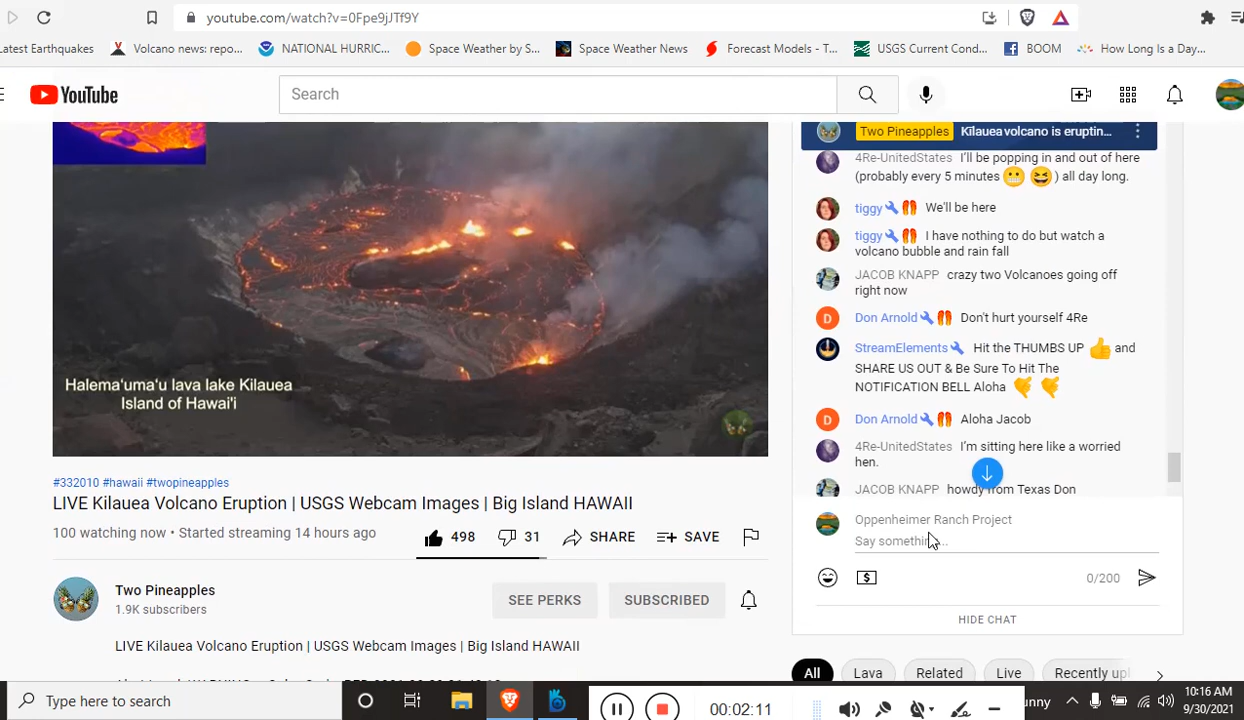 youtube.com/watch?v=0Fpe9jJTf9Y
atest Earthquakes
Volcano news: repo...
NATIONAL HURRIC...
Space Weather by S...
Space Weather News
Forecast Models - T...
USGS Current Cond...
BOOM
How Long Is a Day...
YouTube
Search
Halemaʻumaʻu lava lake Kilauea
Island of Hawaiʻi
#332010 #hawaii #twopineapples
LIVE Kilauea Volcano Eruption | USGS Webcam Images | Big Island HAWAII
100 watching now • Started streaming 14 hours ago
498
31
SHARE
SAVE
Two Pineapples
1.9K subscribers
SEE PERKS
SUBSCRIBED
LIVE Kilauea Volcano Eruption | USGS Webcam Images | Big Island HAWAII
Two Pineapples Kīlauea volcano is eruptin...
4Re-UnitedStates I'll be popping in and out of here
(probably every 5 minutes 😬 😆 ) all day long.
tiggy We'll be here
tiggy I have nothing to do but watch a
volcano bubble and rain fall
JACOB KNAPP crazy two Volcanoes going off
right now
D Don Arnold Don't hurt yourself 4Re
StreamElements Hit the THUMBS UP 👍 and
SHARE US OUT & Be Sure To Hit The
NOTIFICATION BELL Aloha 🤙 🤙
D Don Arnold Aloha Jacob
4Re-UnitedStates I'm sitting here like a worried
hen.
JACOB KNAPP howdy from Texas Don
Oppenheimer Ranch Project
Say something...
0/200
HIDE CHAT
All
Lava
Related
Live
Recently upl
Type here to search
00:02:11
unny
10:16 AM
9/30/2021